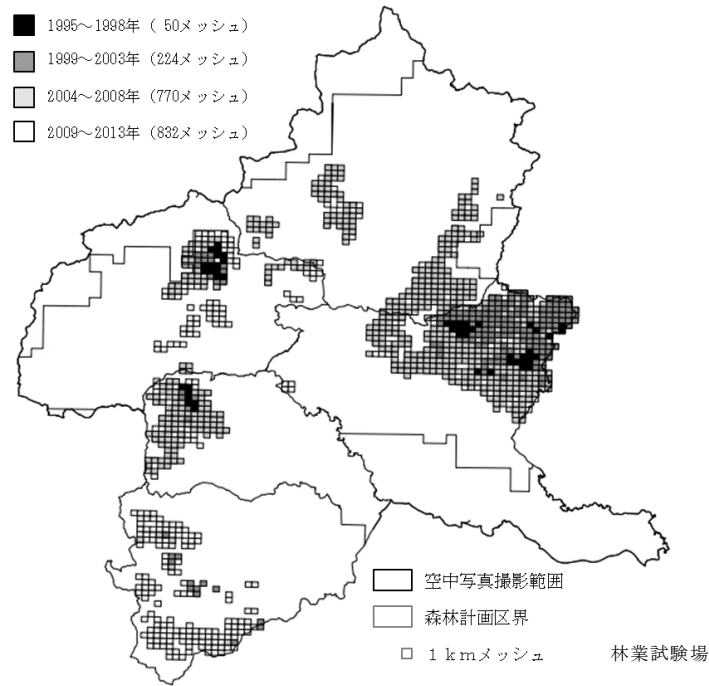 1995～1998年（ 50メッシュ）
1999～2003年（224メッシュ）
2004～2008年（770メッシュ）
2009～2013年（832メッシュ）
空中写真撮影範囲
森林計画区界
１ｋｍメッシュ
林業試験場